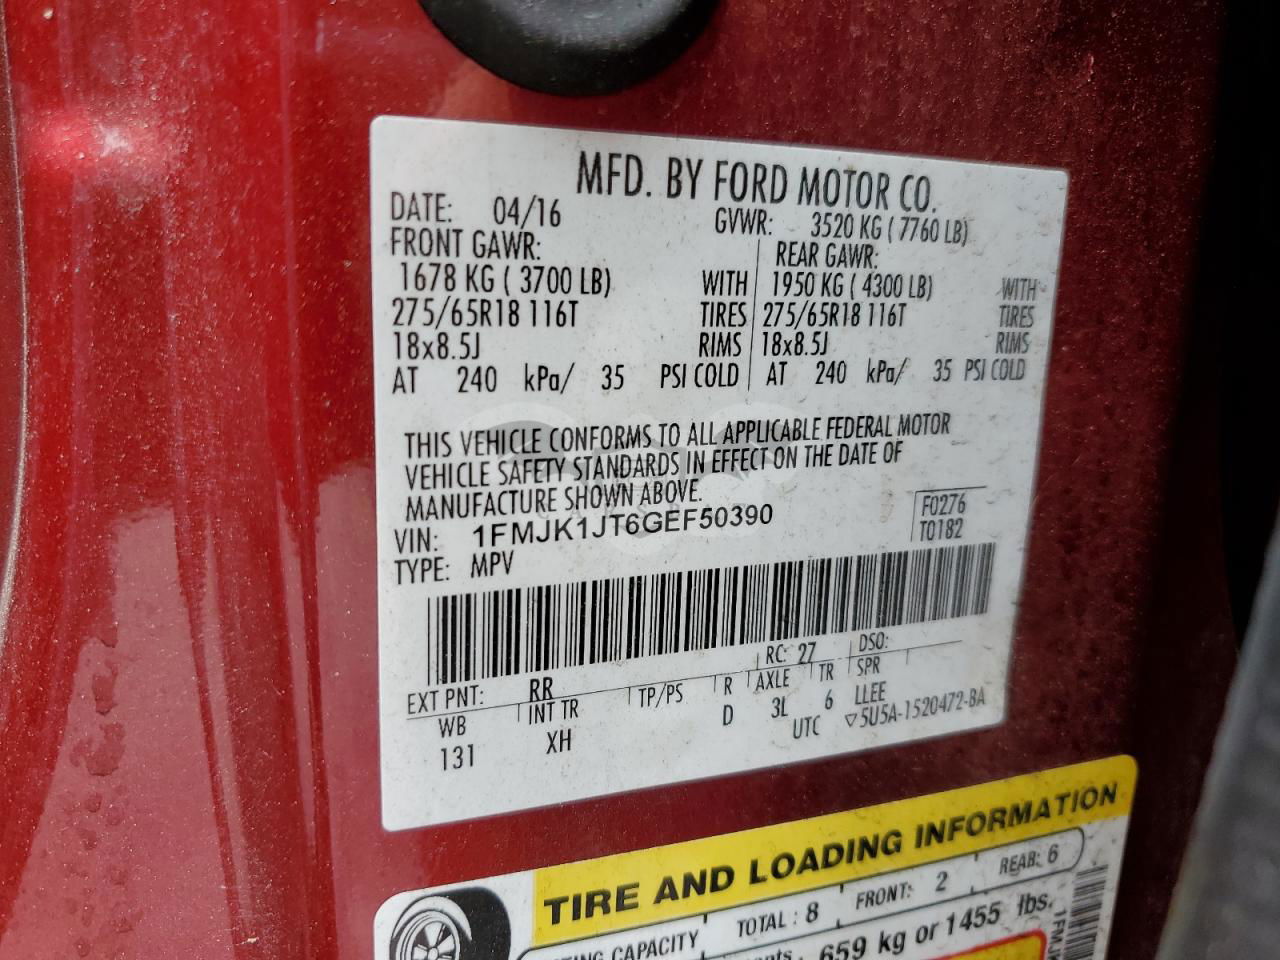 MFD. BY FORD MOTOR CO.
DATE: 04/16 GVWR: 3520 KG ( 7760 LB)
FRONT GAWR: REAR GAWR:
1678 KG ( 3700 LB) WITH 1950 KG ( 4300 LB) WITH
275/65R18 116T TIRES 275/65R18 116T TIRES
18x8.5J RIMS 18x8.5J RIMS
AT 240 kPa/ 35 PSI COLD AT 240 kPa/ 35 PSI COLD
THIS VEHICLE CONFORMS TO ALL APPLICABLE FEDERAL MOTOR
VEHICLE SAFETY STANDARDS IN EFFECT ON THE DATE OF
MANUFACTURE SHOWN ABOVE.
F0276
VIN: 1FMJK1JT6GEF50390
T0182
TYPE: MPV
EXT PNT: RR RC: 27 DSO:
WB INT TR TP/PS R AXLE TR SPR
131 XH D 3L 6 LLEE
UTC ▽5U5A-1520472-BA
TIRE AND LOADING INFORMATION
CAPACITY TOTAL : 8 FRONT: 2 REAR: 6
659 kg or 1455 lbs.